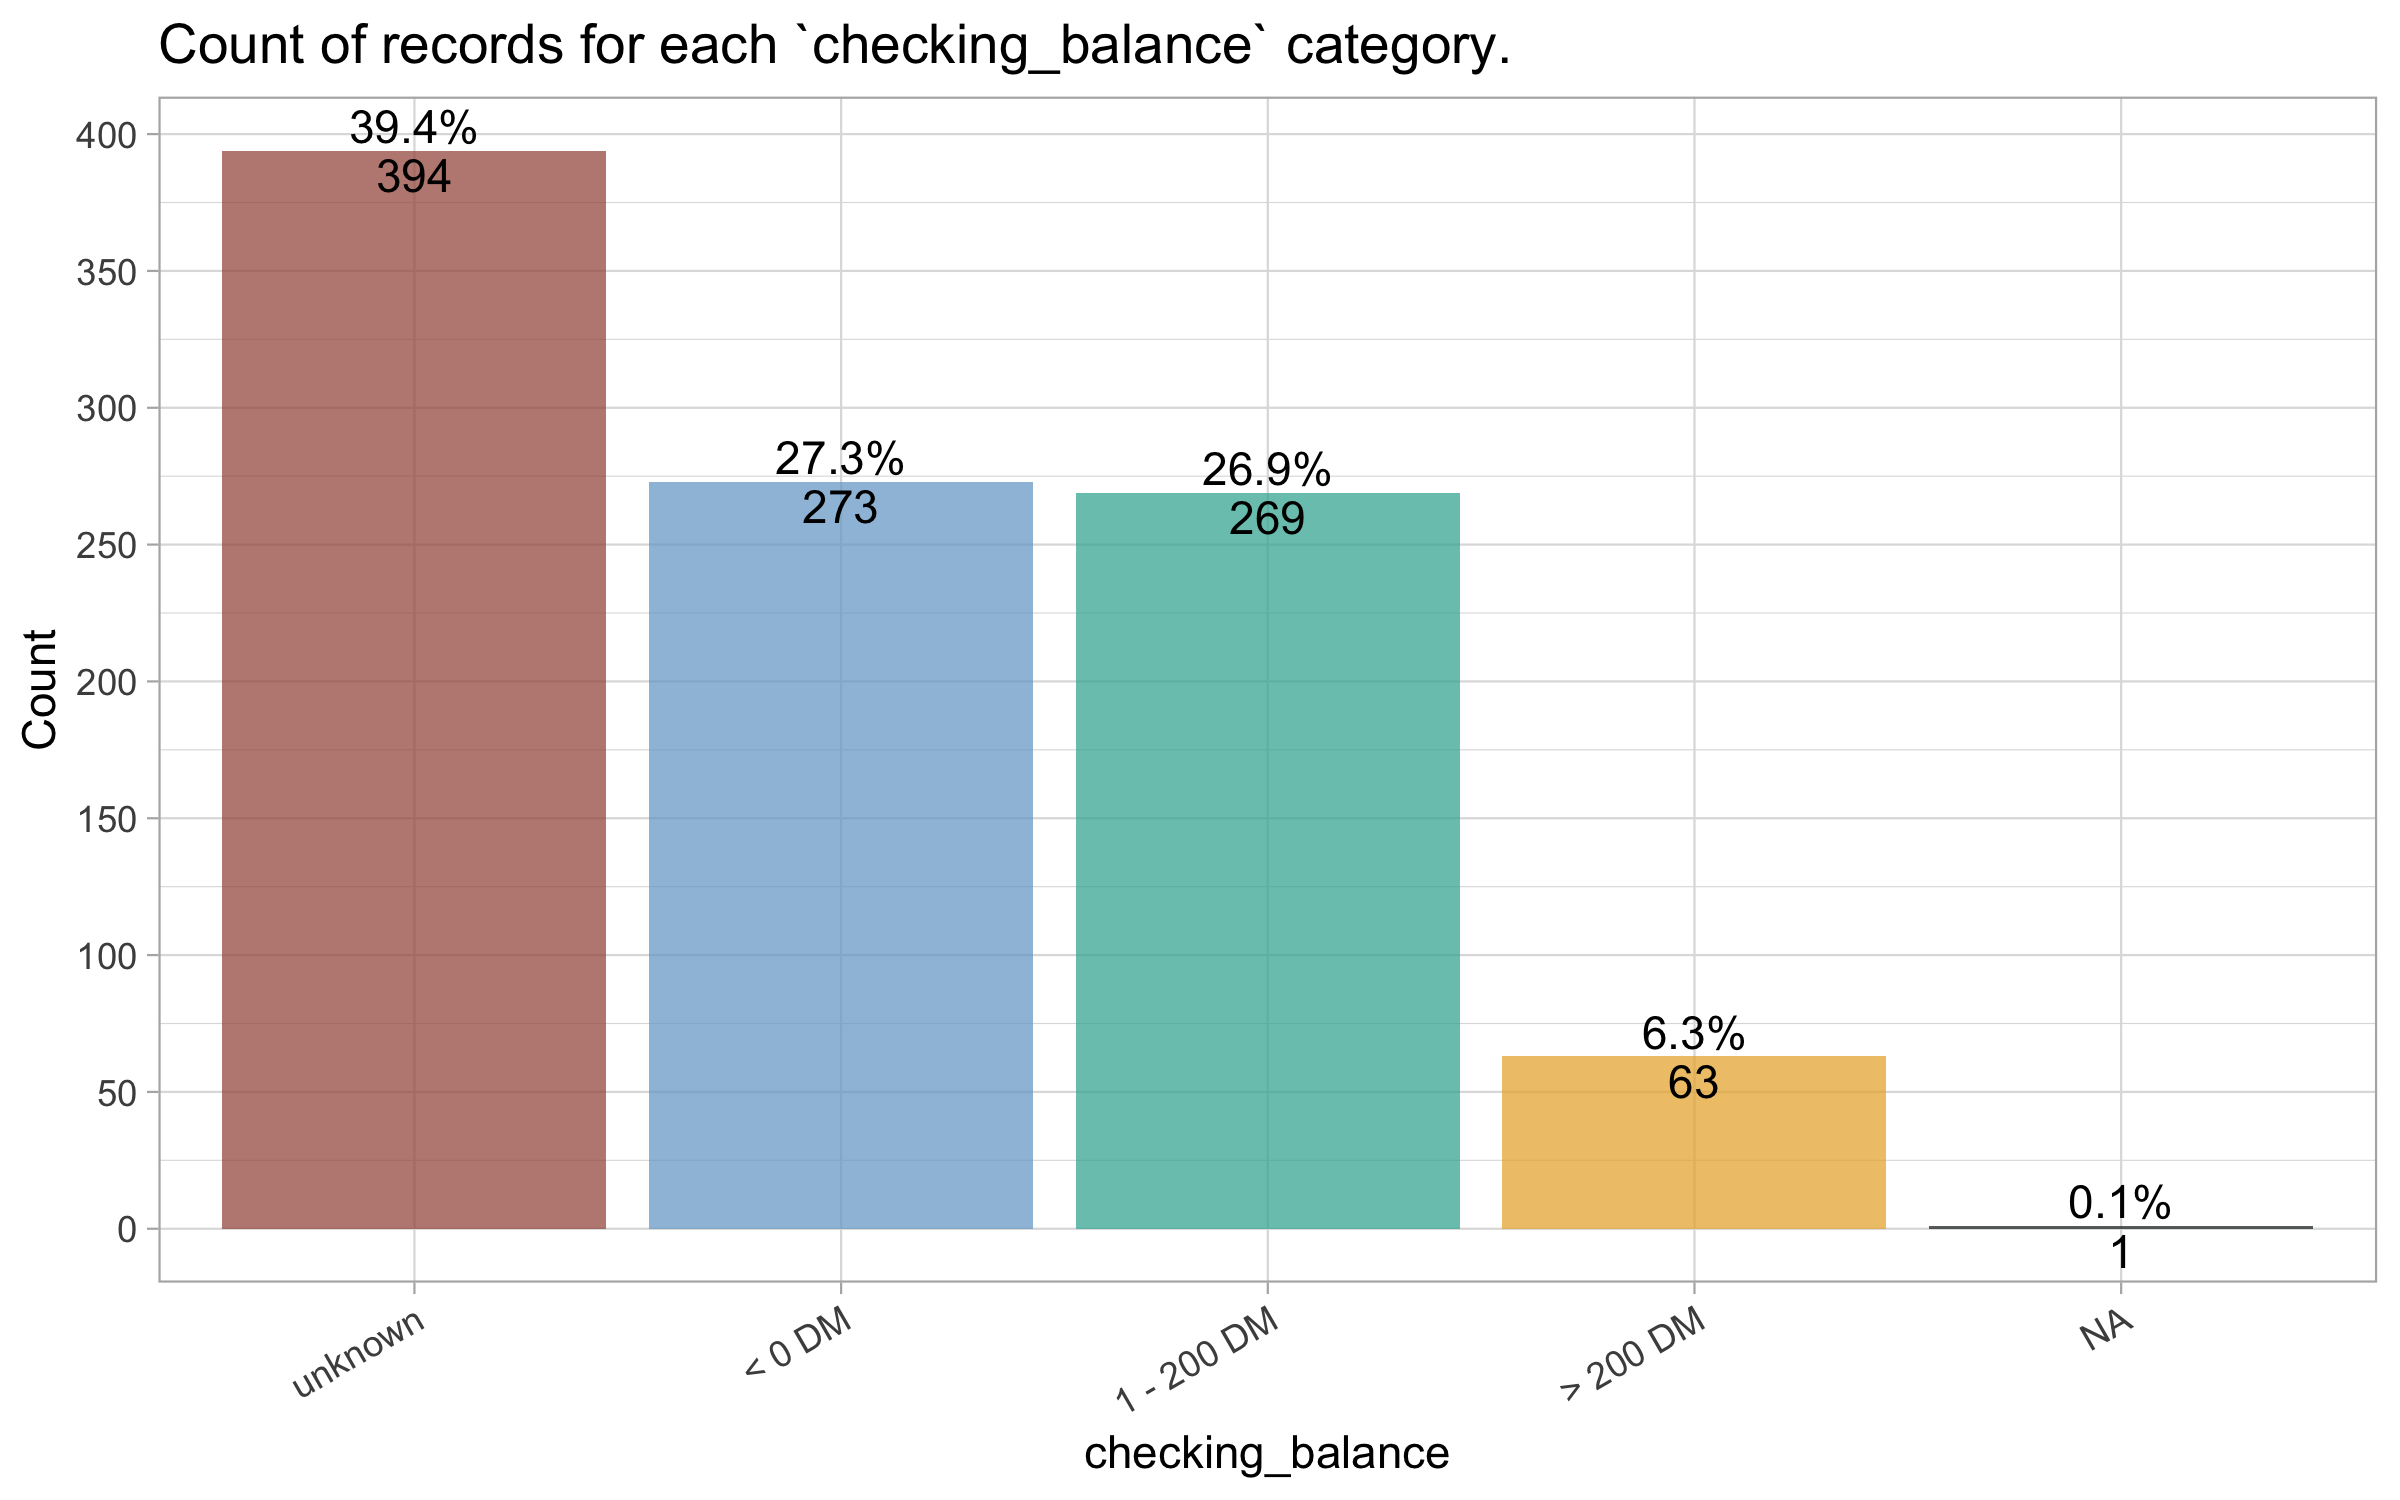 Count of records for each `checking_balance` category.
400
350
300
250
200
150
100
50
0
Count
39.4%
394
27.3%
273
26.9%
269
6.3%
63
0.1%
1
unknown
< 0 DM
1 - 200 DM
> 200 DM
NA
checking_balance